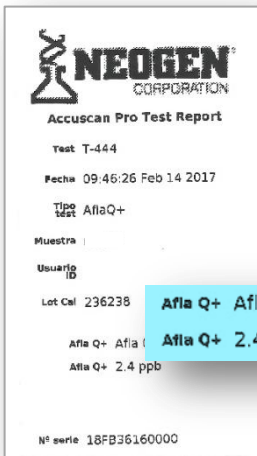 NEOGEN
CORPORATION
Accuscan Pro Test Report
Test T-444
Fecha 09:46:26 Feb 14 2017
Tipo test AflaQ+
Muestra
Usuario ID
Lot Cal 236238
Afla Q+ Afl
Afla Q+ 2.4
Afla Q+ Afla
Afla Q+ 2.4 ppb
Nº serie 18FB36160000